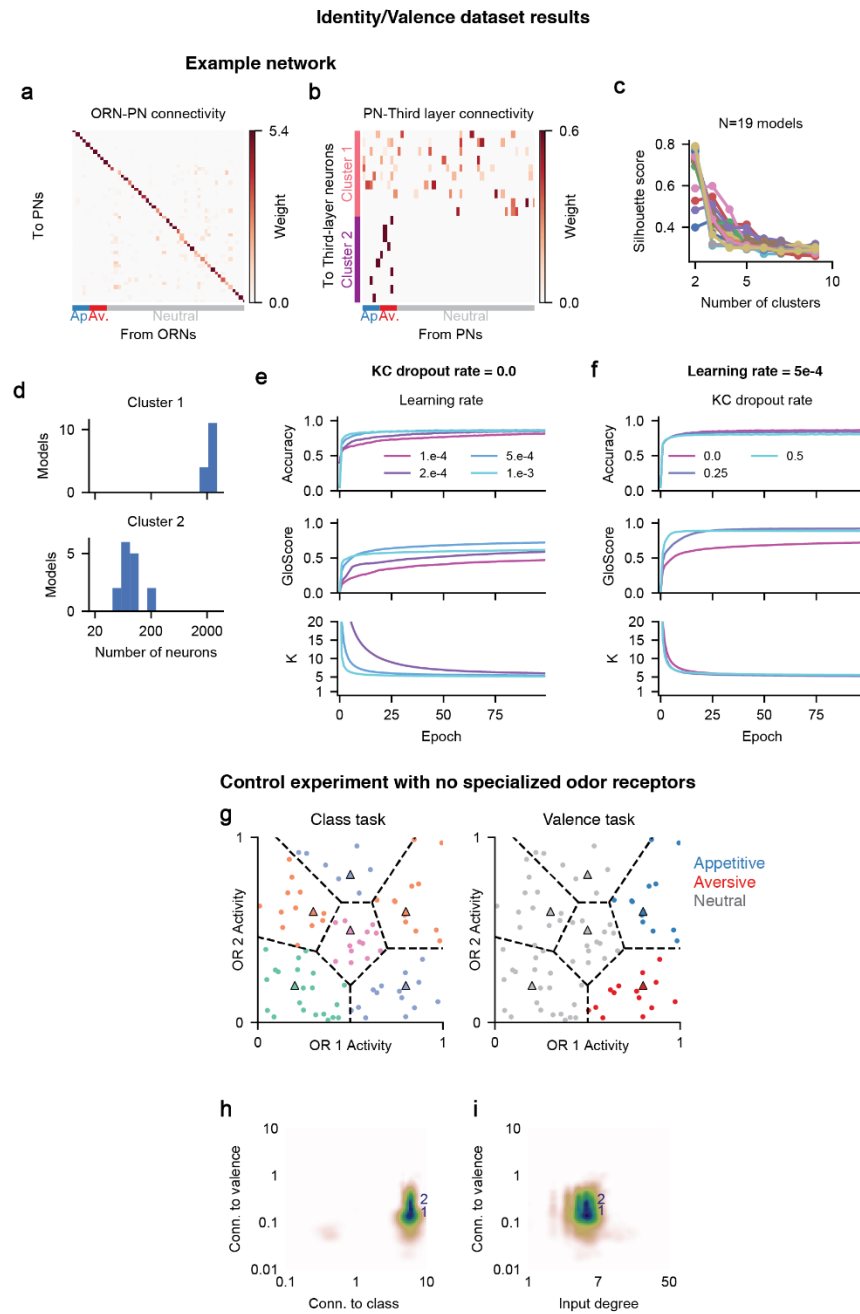 Identity/Valence dataset results
Example network
a
ORN-PN connectivity
To PNs
5.4
Weight
0.0
Ap.
Av.
Neutral
From ORNs
b
PN-Third layer connectivity
To Third-layer neurons
Cluster 1
Cluster 2
0.6
Weight
0.0
Ap
Av.
Neutral
From PNs
c
N=19 models
Silhouette score
0.8
0.6
0.4
2 5 10
Number of clusters
d
Cluster 1
Models
10
0
Cluster 2
Models
5
0
20 200 2000
Number of neurons
e
KC dropout rate = 0.0
Learning rate
Accuracy
1.0
0.5
0.0
1.e-4 5.e-4
2.e-4 1.e-3
GloScore
1.0
0.5
0.0
K
20
15
10
5
1
0 25 50 75
Epoch
f
Learning rate = 5e-4
KC dropout rate
Accuracy
1.0
0.5
0.0
0.0 0.5
0.25
GloScore
1.0
0.5
0.0
K
20
15
10
5
1
0 25 50 75
Epoch
Control experiment with no specialized odor receptors
g
Class task
1
OR 2 Activity
0
0 1
OR 1 Activity
Valence task
1
OR 2 Activity
0
0 1
OR 1 Activity
Appetitive
Aversive
Neutral
h
Conn. to valence
10
1
0.1
0.01
2
1
0.1 1 10
Conn. to class
i
Conn. to valence
10
1
0.1
0.01
2
1
1 7 50
Input degree